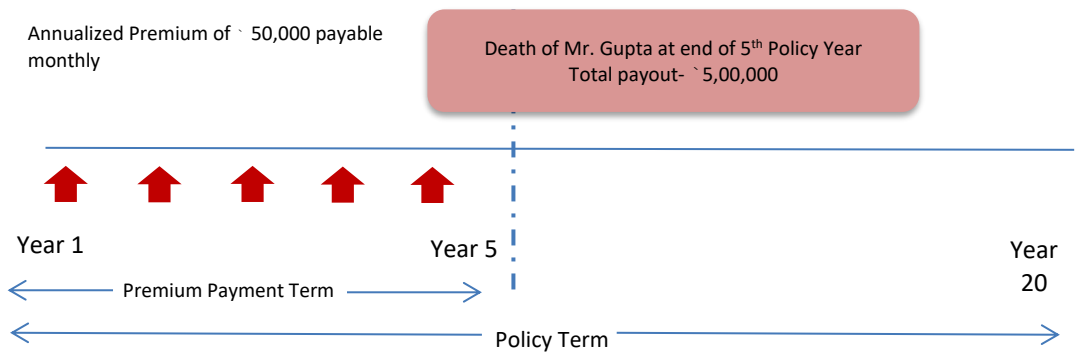 Annualized Premium of ` 50,000 payable
monthly
Death of Mr. Gupta at end of 5th Policy Year
Total payout- ` 5,00,000
Year 1
Year 5
Year
20
Premium Payment Term
Policy Term